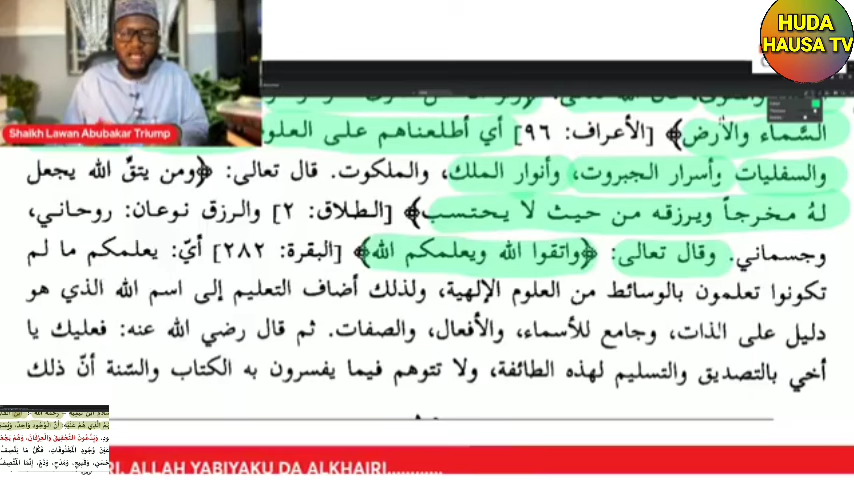 HUDA
HAUSA TV
Shaikh Lawan Abubakar Triump
السَّماء والأرض﴾ [الأعراف: ٩٦] أي أطلعناهم على العلو
والسفليات وأسرار الجبروت، وأنوار الملك، والملكوت. قال تعالى: ﴿ومن يتقِّ الله يجعل
لهُ مخرجاً ويرزقه من حيث لا يحتسب﴾ [الطلاق: ٢] والرزق نوعان: روحاني،
وجسماني. وقال تعالى: ﴿واتقوا الله ويعلمكم الله﴾ [البقرة: ٢٨٢] أيّ: يعلمكم ما لم
تكونوا تعلمون بالوسائط من العلوم الإلهية، ولذلك أضاف التعليم إلى اسم الله الذي هو
دليل على الذات، وجامع للأسماء، والأفعال، والصفات. ثم قال رضي الله عنه: فعليك يا
أخي بالتصديق والتسليم لهذه الطائفة، ولا تتوهم فيما يفسرون به الكتاب والسّنة أنّ ذلك
RI. ALLAH YABIYAKU DA ALKHAIRI............